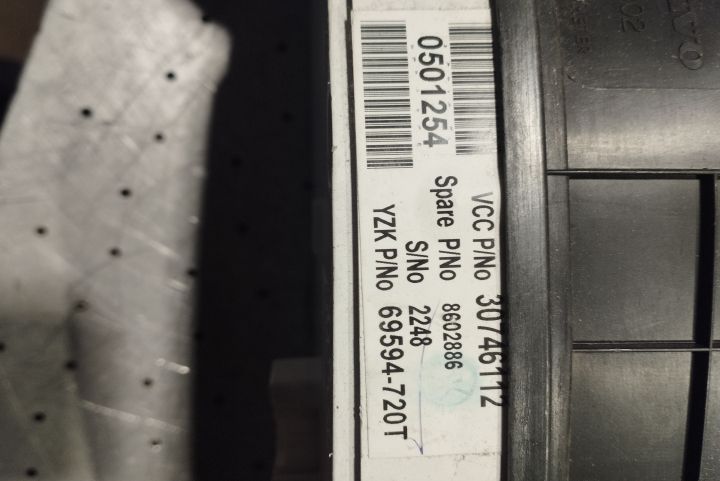 0501254
VCC P/No 30746112
Spare P/No 8602886
S/No 2248
YZK P/No 69594-720T